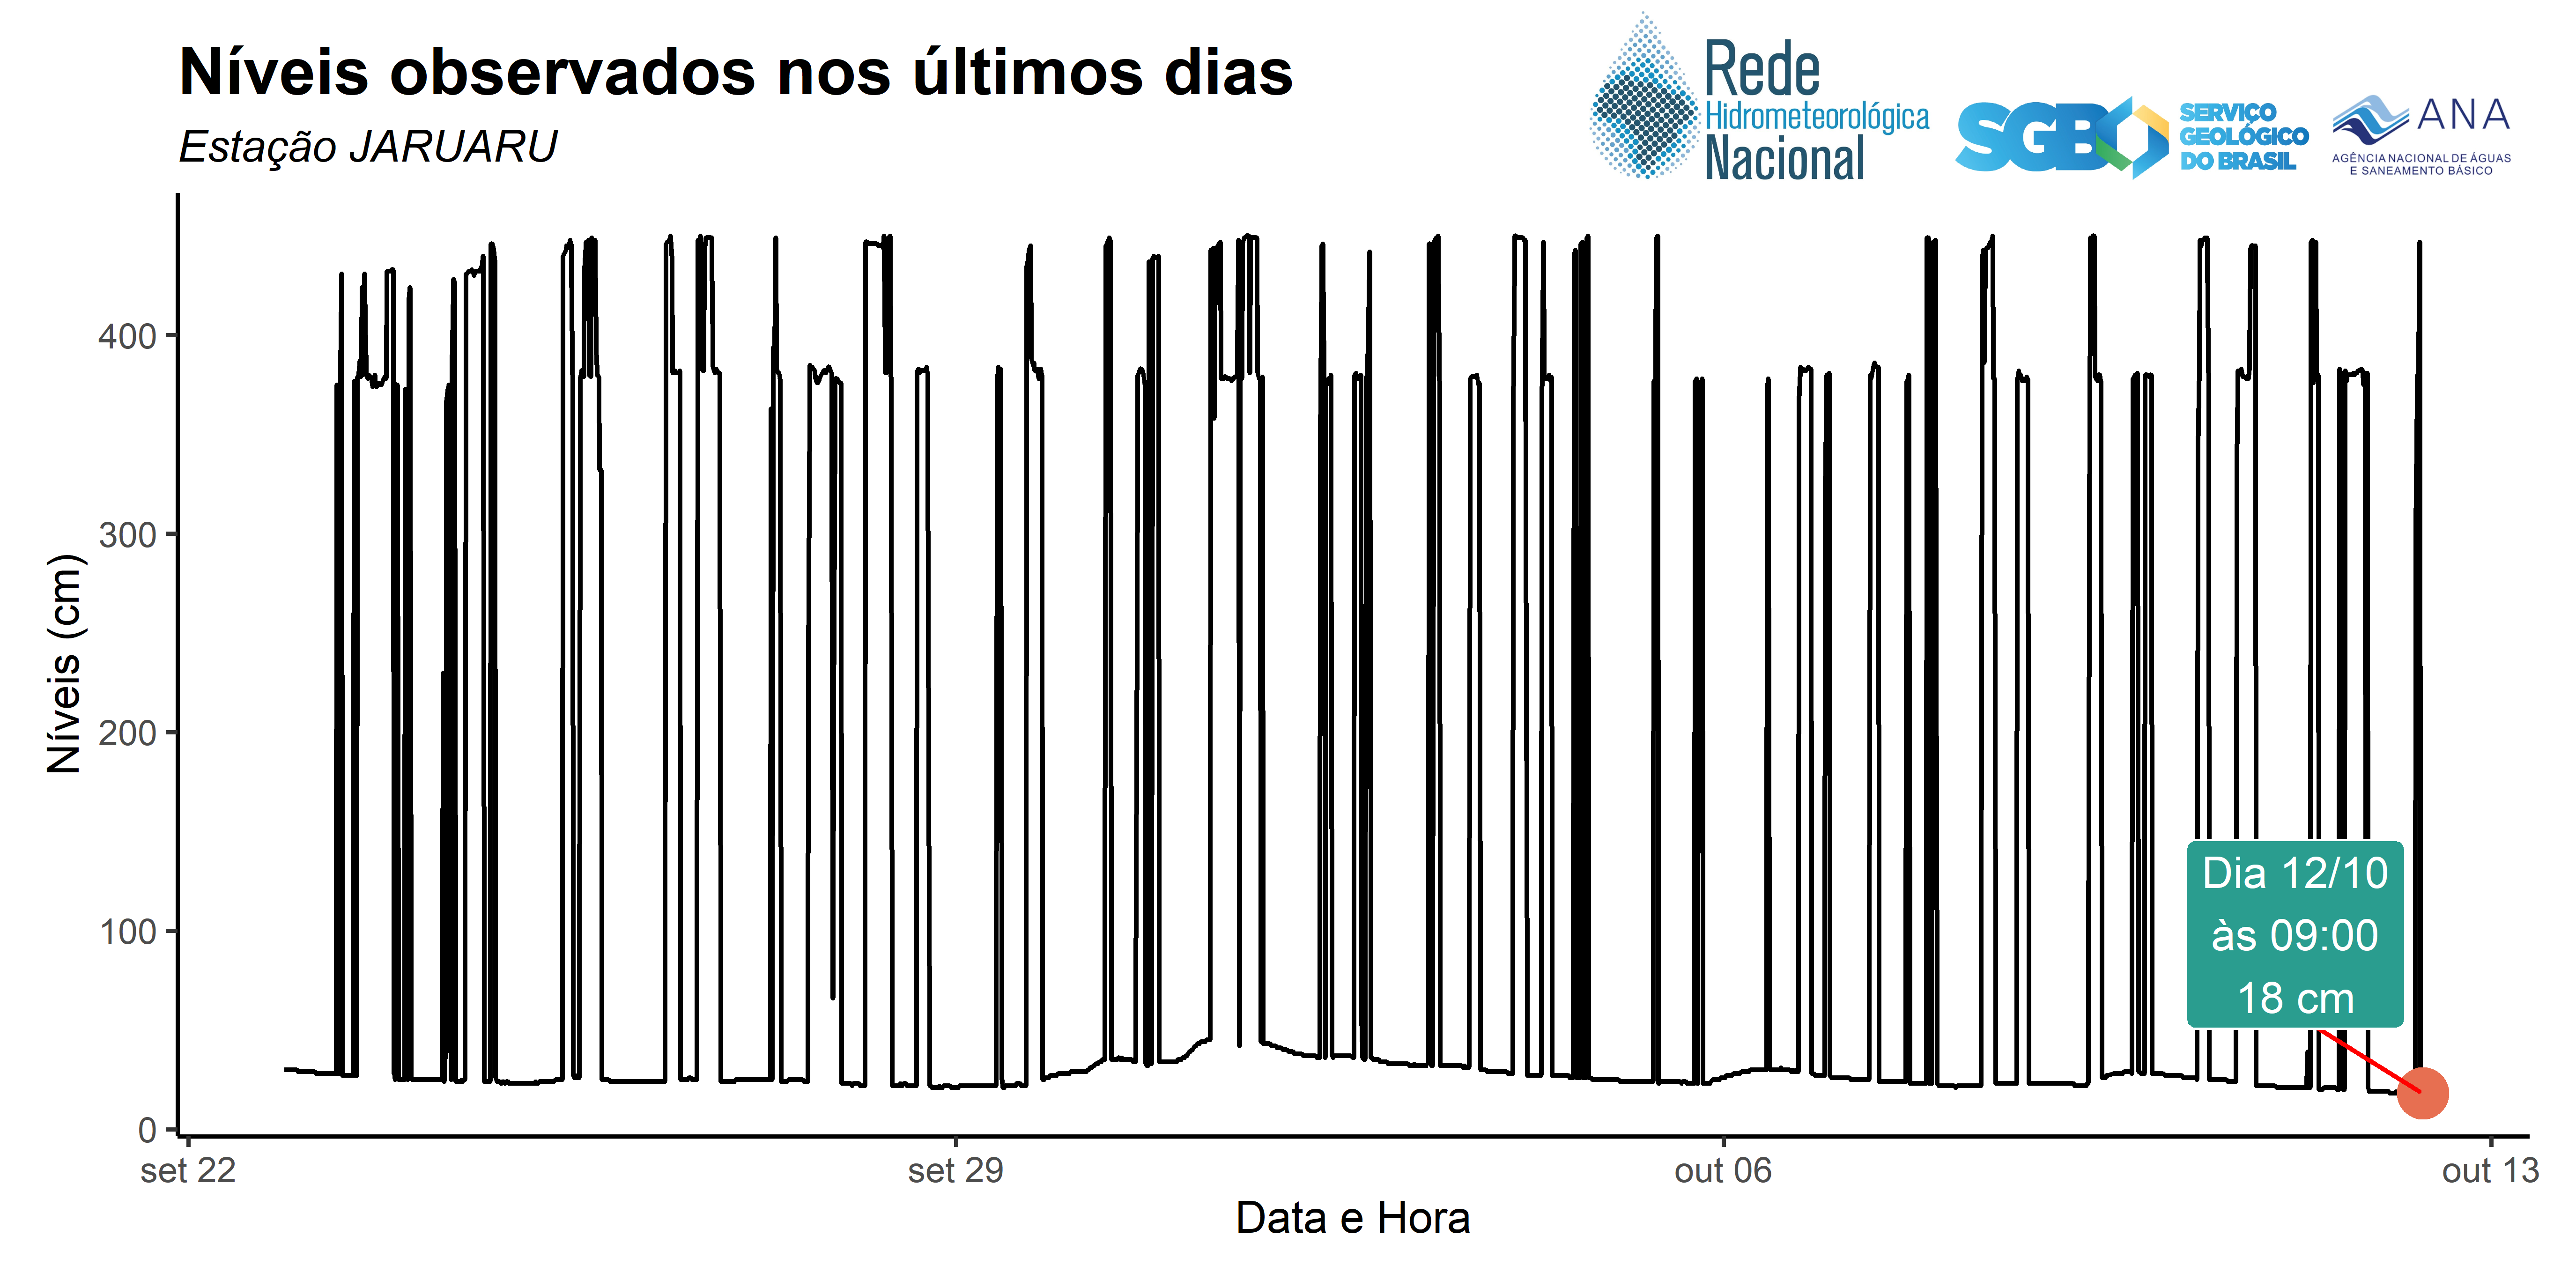 Níveis observados nos últimos dias
Estação JARUARU
Rede
Hidrometeorológica
Nacional
SGB
SERVIÇO
GEOLÓGICO
DO BRASIL
ANA
AGÊNCIA NACIONAL DE ÁGUAS
E SANEAMENTO BÁSICO
Níveis (cm)
400
300
200
100
0
Dia 12/10
às 09:00
18 cm
set 22
set 29
out 06
out 13
Data e Hora